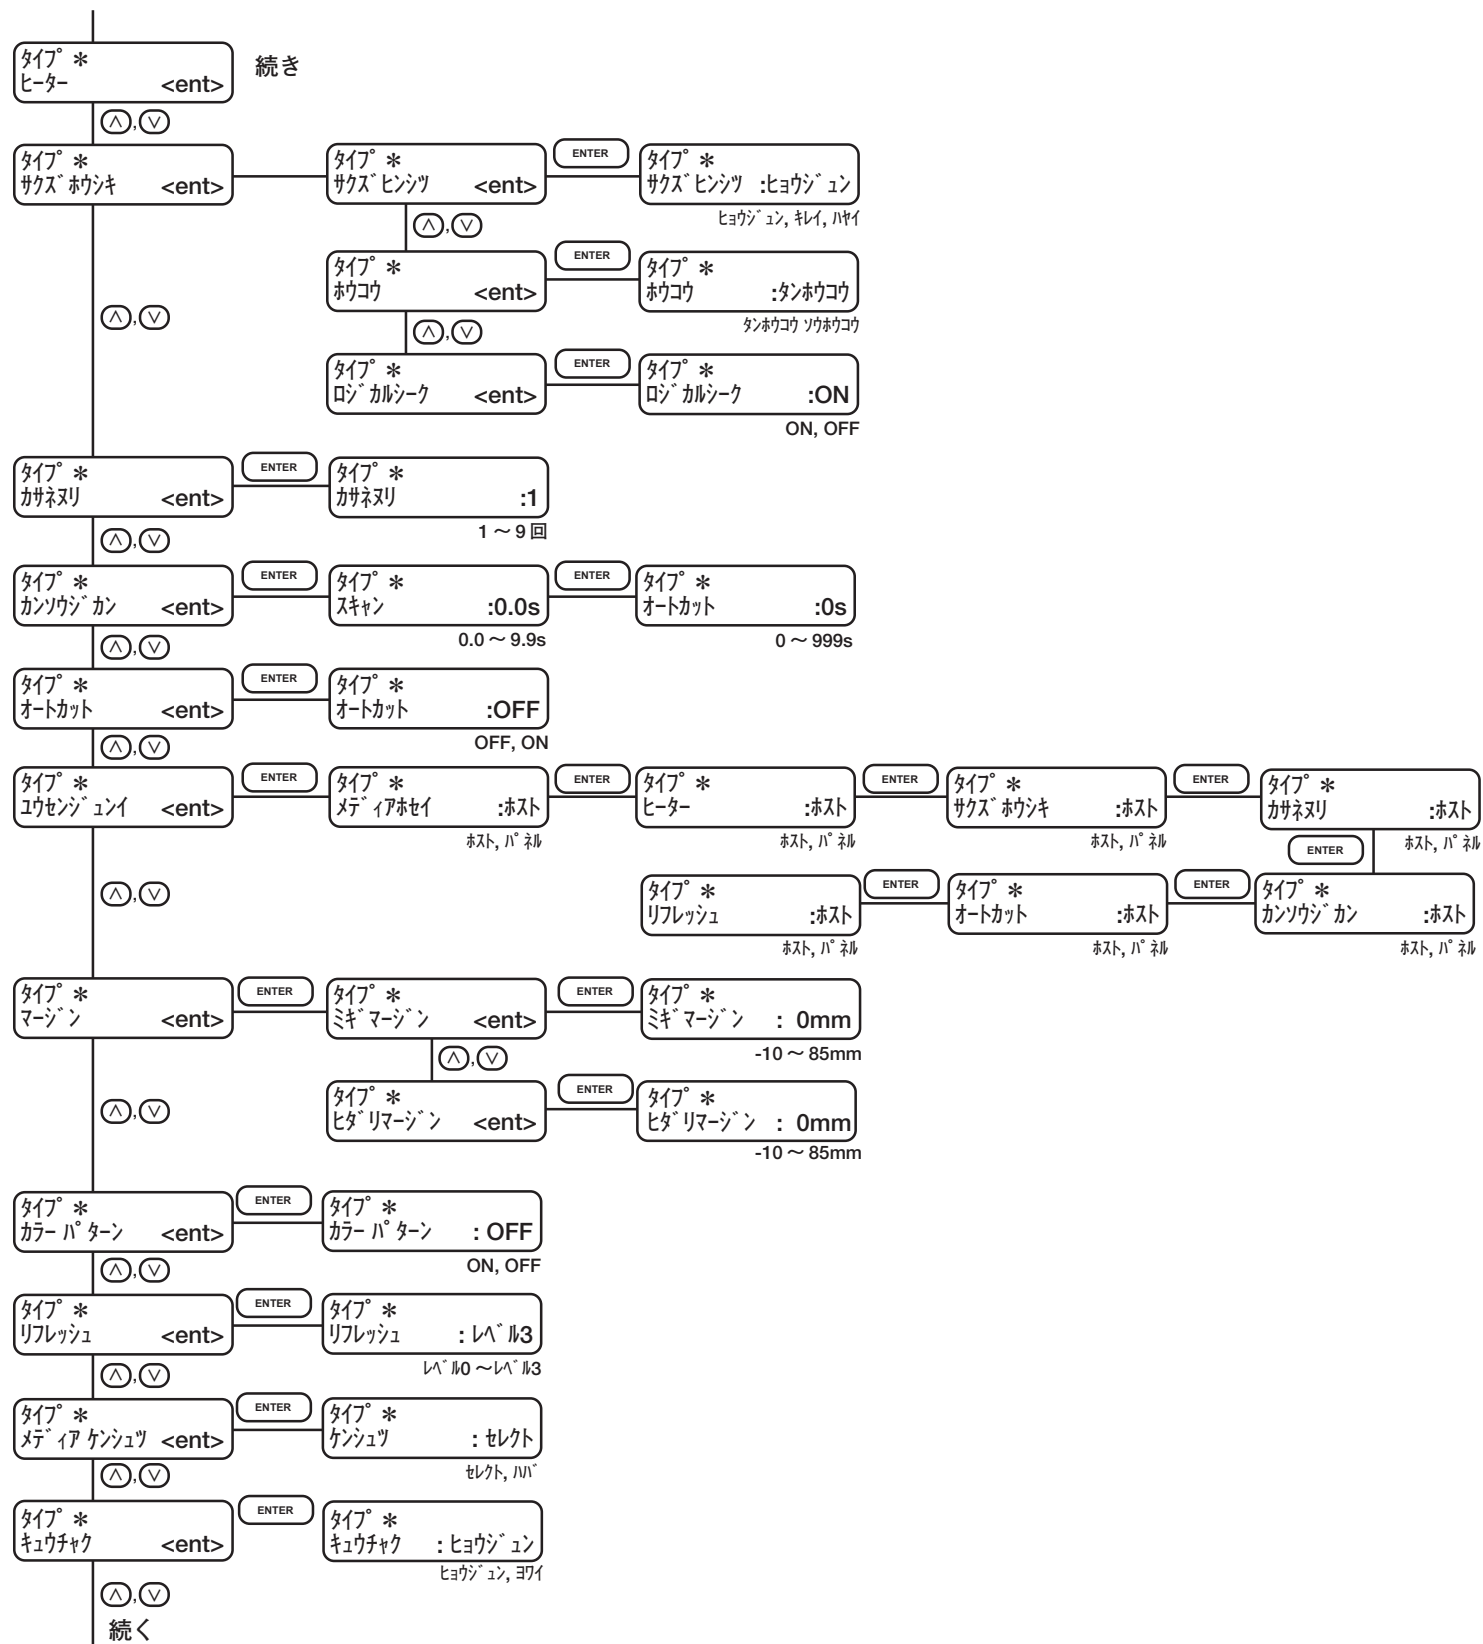 ﾀｲﾌﾟ ＊
ﾋｰﾀｰ <ent>
続き
∧,∨
ﾀｲﾌﾟ ＊
ｻｸｽﾞﾎｳｼｷ <ent>
ﾀｲﾌﾟ ＊
ｻｸｽﾞﾋﾝｼﾂ <ent>
ENTER
ﾀｲﾌﾟ ＊
ｻｸｽﾞﾋﾝｼﾂ :ﾋｮｳｼﾞｭﾝ
ﾋｮｳｼﾞｭﾝ, ｷﾚｲ, ﾊﾔｲ
∧,∨
ﾀｲﾌﾟ ＊
ﾎｳｺｳ <ent>
ENTER
ﾀｲﾌﾟ ＊
ﾎｳｺｳ :ﾀﾝﾎｳｺｳ
ﾀﾝﾎｳｺｳ ｿｳﾎｳｺｳ
∧,∨
∧,∨
ﾀｲﾌﾟ ＊
ﾛｼﾞｶﾙｼｰｸ <ent>
ENTER
ﾀｲﾌﾟ ＊
ﾛｼﾞｶﾙｼｰｸ :ON
ON, OFF
ﾀｲﾌﾟ ＊
ｶｻﾈﾇﾘ <ent>
ENTER
ﾀｲﾌﾟ ＊
ｶｻﾈﾇﾘ :1
1 ～ 9 回
∧,∨
ﾀｲﾌﾟ ＊
ｶﾝｿｳｼﾞｶﾝ <ent>
ENTER
ﾀｲﾌﾟ ＊
ｽｷｬﾝ :0.0s
0.0 ～ 9.9s
ENTER
ﾀｲﾌﾟ ＊
ｵｰﾄｶｯﾄ :0s
0 ～ 999s
∧,∨
ﾀｲﾌﾟ ＊
ｵｰﾄｶｯﾄ <ent>
ENTER
ﾀｲﾌﾟ ＊
ｵｰﾄｶｯﾄ :OFF
OFF, ON
∧,∨
ﾀｲﾌﾟ ＊
ﾕｳｾﾝｼﾞｭﾝｲ <ent>
ENTER
ﾀｲﾌﾟ ＊
ﾒﾃﾞｨｱﾎｾｲ :ﾎｽﾄ
ﾎｽﾄ, ﾊﾟﾈﾙ
ENTER
ﾀｲﾌﾟ ＊
ﾋｰﾀｰ :ﾎｽﾄ
ﾎｽﾄ, ﾊﾟﾈﾙ
ENTER
ﾀｲﾌﾟ ＊
ｻｸｽﾞﾎｳｼｷ :ﾎｽﾄ
ﾎｽﾄ, ﾊﾟﾈﾙ
ENTER
ﾀｲﾌﾟ ＊
ｶｻﾈﾇﾘ :ﾎｽﾄ
ﾎｽﾄ, ﾊﾟﾈﾙ
ENTER
∧,∨
ﾀｲﾌﾟ ＊
ﾘﾌﾚｯｼｭ :ﾎｽﾄ
ﾎｽﾄ, ﾊﾟﾈﾙ
ENTER
ﾀｲﾌﾟ ＊
ｵｰﾄｶｯﾄ :ﾎｽﾄ
ﾎｽﾄ, ﾊﾟﾈﾙ
ENTER
ﾀｲﾌﾟ ＊
ｶﾝｿｳｼﾞｶﾝ :ﾎｽﾄ
ﾎｽﾄ, ﾊﾟﾈﾙ
ﾀｲﾌﾟ ＊
ﾏｰｼﾞﾝ <ent>
ENTER
ﾀｲﾌﾟ ＊
ﾐｷﾞﾏｰｼﾞﾝ <ent>
ENTER
ﾀｲﾌﾟ ＊
ﾐｷﾞﾏｰｼﾞﾝ : 0mm
-10 ～ 85mm
∧,∨
∧,∨
ﾀｲﾌﾟ ＊
ﾋﾀﾞﾘﾏｰｼﾞﾝ <ent>
ENTER
ﾀｲﾌﾟ ＊
ﾋﾀﾞﾘﾏｰｼﾞﾝ : 0mm
-10 ～ 85mm
ﾀｲﾌﾟ ＊
ｶﾗｰ ﾊﾟﾀｰﾝ <ent>
ENTER
ﾀｲﾌﾟ ＊
ｶﾗｰ ﾊﾟﾀｰﾝ : OFF
ON, OFF
∧,∨
ﾀｲﾌﾟ ＊
ﾘﾌﾚｯｼｭ <ent>
ENTER
ﾀｲﾌﾟ ＊
ﾘﾌﾚｯｼｭ : ﾚﾍﾞﾙ3
ﾚﾍﾞﾙ0 ～ﾚﾍﾞﾙ3
∧,∨
ﾀｲﾌﾟ ＊
ﾒﾃﾞｨｱ ｹﾝｼｭﾂ <ent>
ENTER
ﾀｲﾌﾟ ＊
ｹﾝｼｭﾂ : ｾﾚｸﾄ
ｾﾚｸﾄ, ﾊﾊﾞ
∧,∨
ﾀｲﾌﾟ ＊
ｷｭｳﾁｬｸ <ent>
ENTER
ﾀｲﾌﾟ ＊
ｷｭｳﾁｬｸ : ﾋｮｳｼﾞｭﾝ
ﾋｮｳｼﾞｭﾝ, ﾖﾜｲ
∧,∨
続く